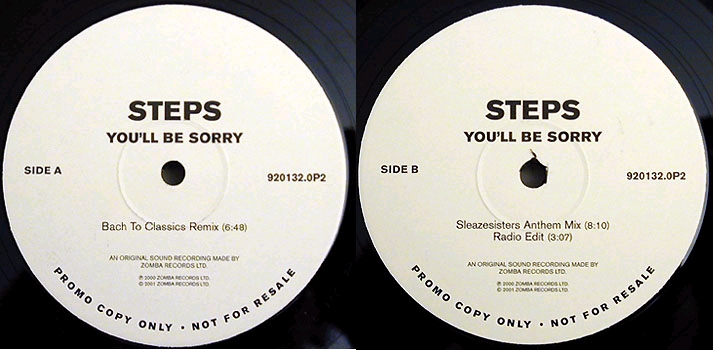 STEPS
YOU'LL BE SORRY
SIDE A
920132.0P2
Bach To Classics Remix (6:48)
AN ORIGINAL SOUND RECORDING MADE BY
ZOMBA RECORDS LTD.
℗ 2000 ZOMBA RECORDS LTD.
© 2001 ZOMBA RECORDS LTD.
PROMO COPY ONLY • NOT FOR RESALE
STEPS
YOU'LL BE SORRY
SIDE B
920132.0P2
Sleazesisters Anthem Mix (8:10)
Radio Edit (3:07)
AN ORIGINAL SOUND RECORDING MADE BY
ZOMBA RECORDS LTD.
℗ 2000 ZOMBA RECORDS LTD.
© 2001 ZOMBA RECORDS LTD.
PROMO COPY ONLY • NOT FOR RESALE